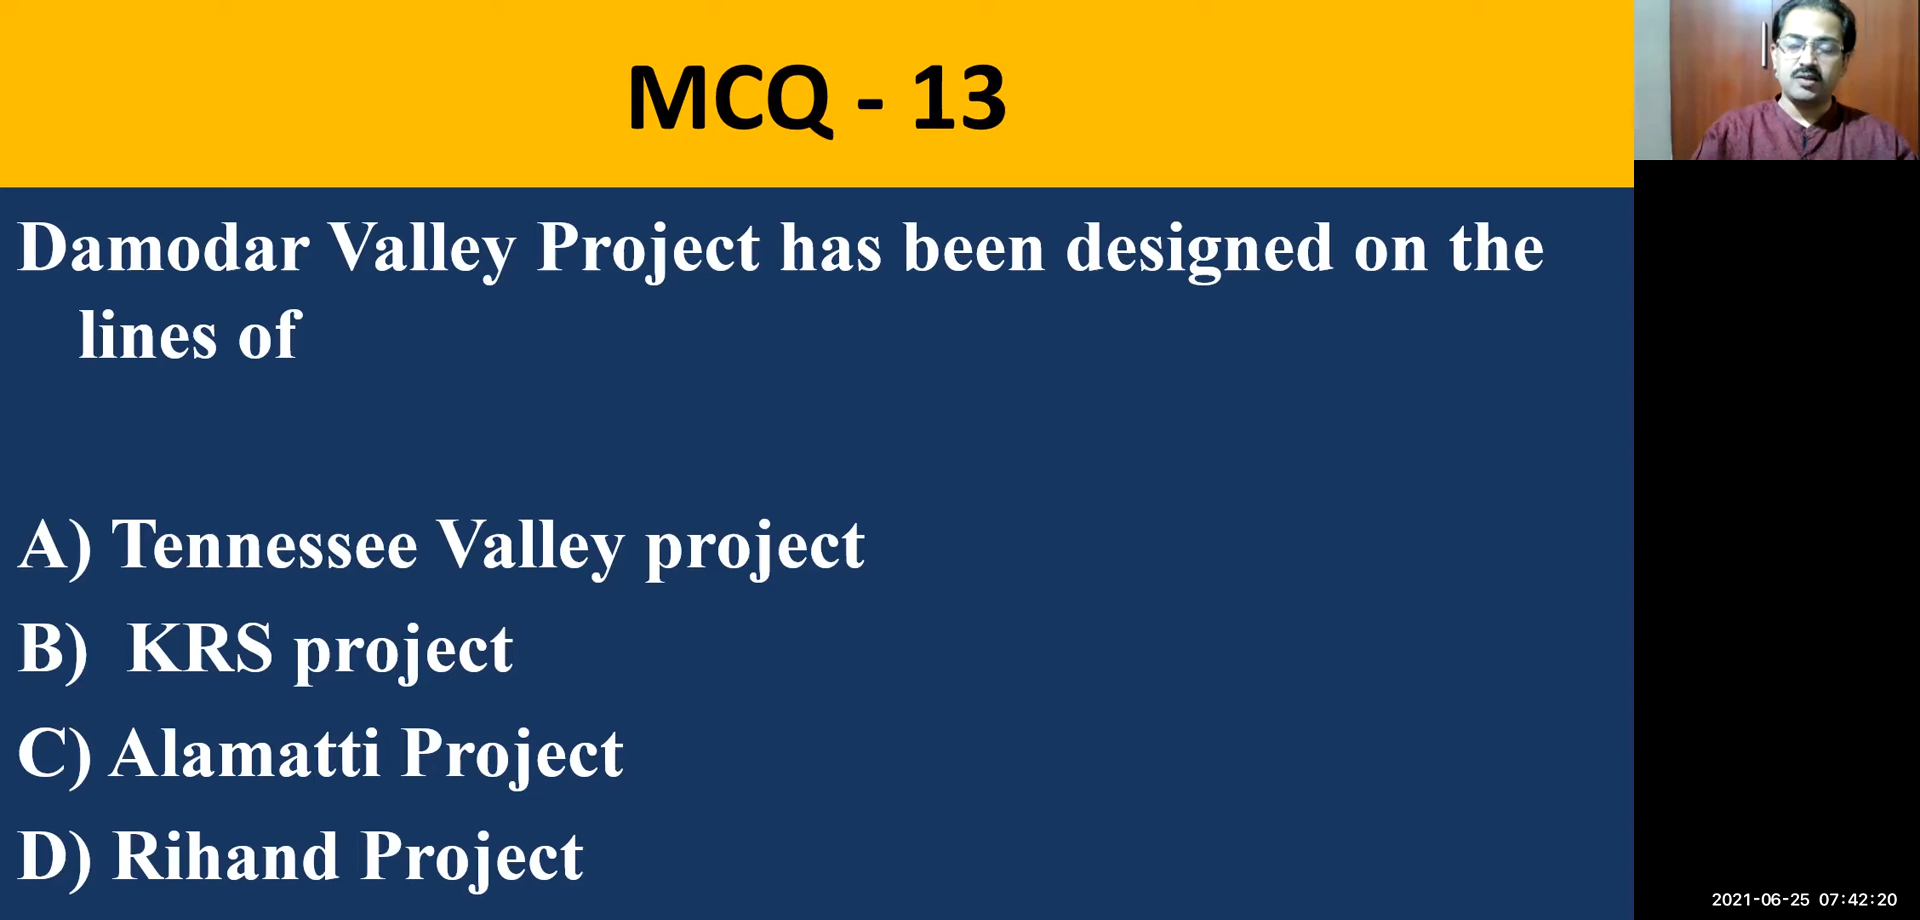 MCQ - 13
Damodar Valley Project has been designed on the
lines of
A) Tennessee Valley project
B) KRS project
C) Alamatti Project
D) Rihand Project
2021-06-25 07:42:20